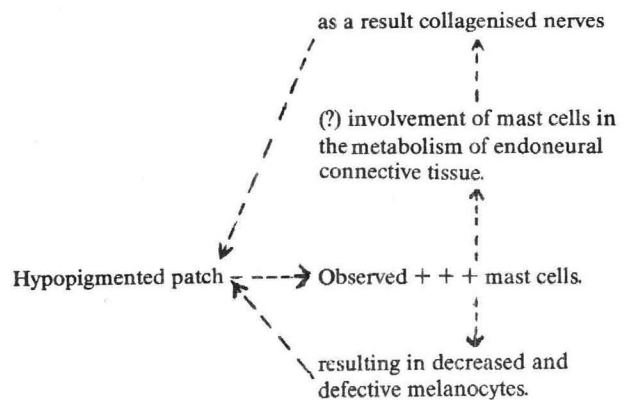 as a result collagenised nerves
(?) involvement of mast cells in
the metabolism of endoneural
connective tissue.
Hypopigmented patch
Observed + + + mast cells.
resulting in decreased and
defective melanocytes.